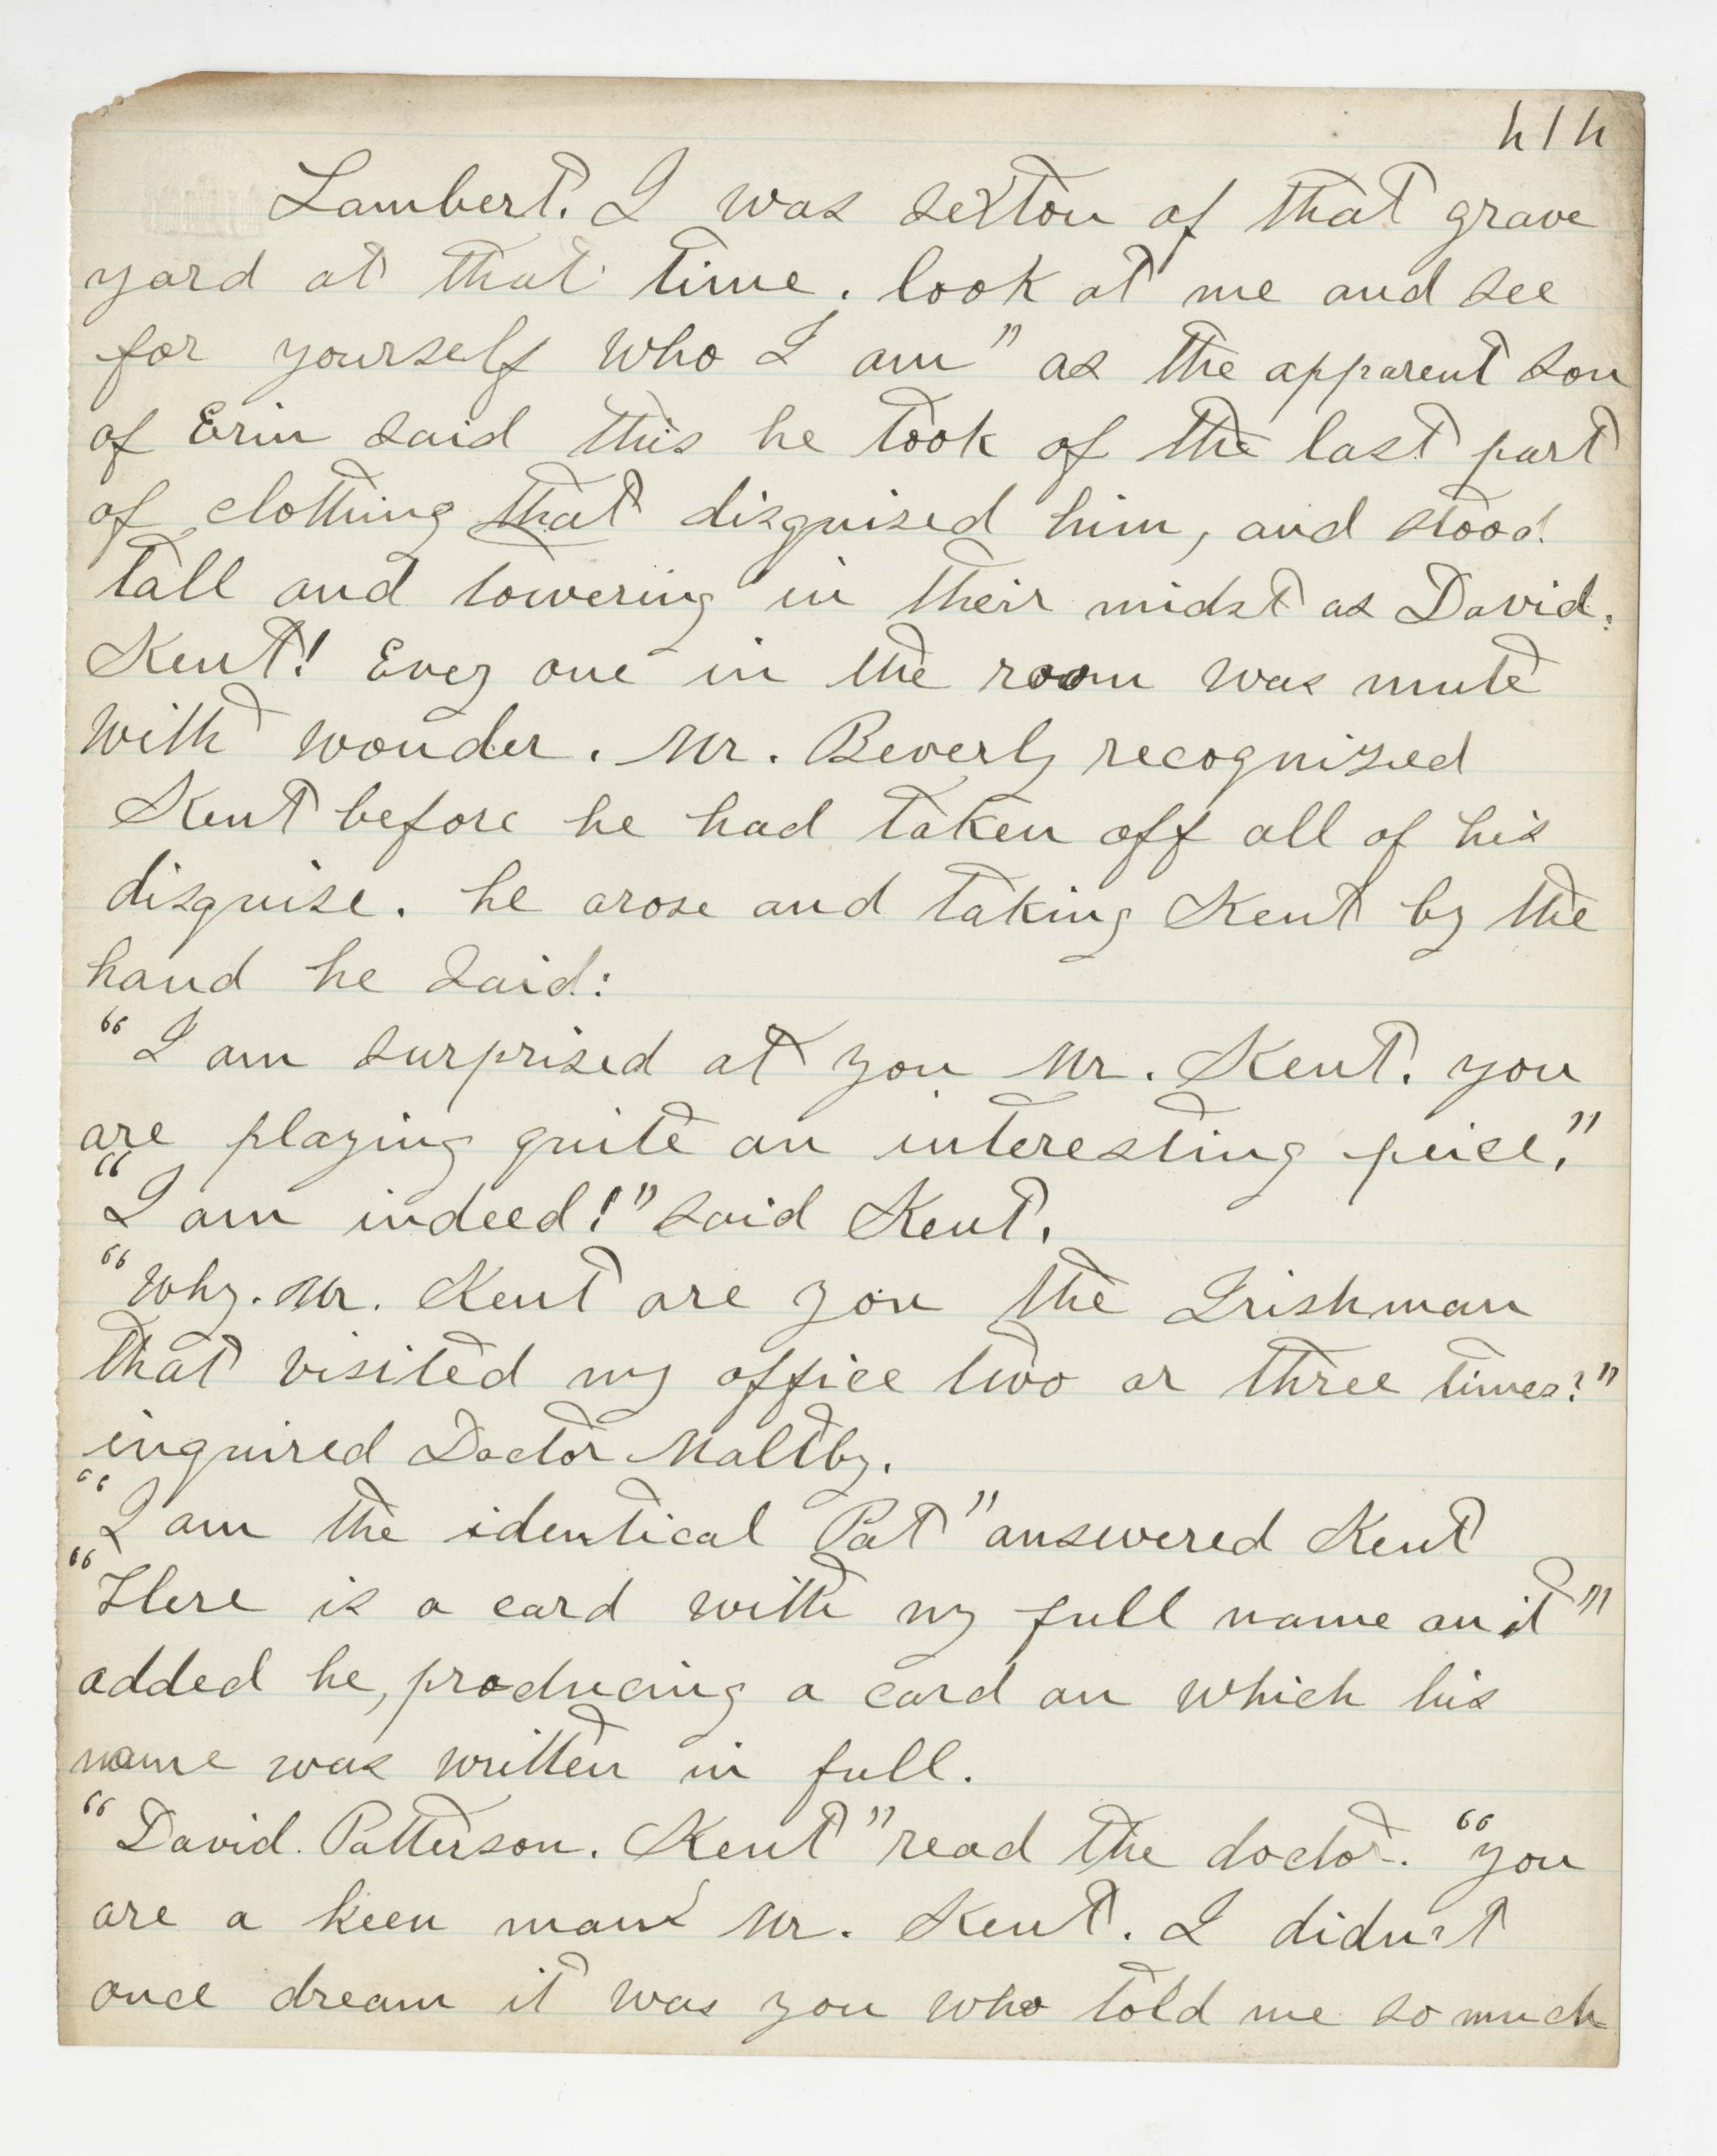 414
Lambert. I was sexton of that grave
yard at that time. look at me and see
for yourself who I am" as the apparent son
of Erin said this he took of the last part
of clothing that disguised him, and stood
tall and towering in their midst as David.
Kent! Evey one in the room was mute
with wonder. Mr. Beverly recognized
Kent before he had taken off all of his
disguise. he arose and taking Kent by the
hand he said:
"I am surprised at you Mr. Kent. you
are playing quite an interesting peice."
"I am indeed!" said Kent.
"Why. Mr. Kent are you the Irishman
that visited my office two or three times?"
inquired Doctor Maltby.
"I am the identical Pat" answered Kent
"Here is a card with my full name on it"
added he, producing a card on which his
name was written in full.
"David. Patterson. Kent" read the doctor. "you
are a keen man Mr. Kent. I didn't
once dream it was you who told me so much